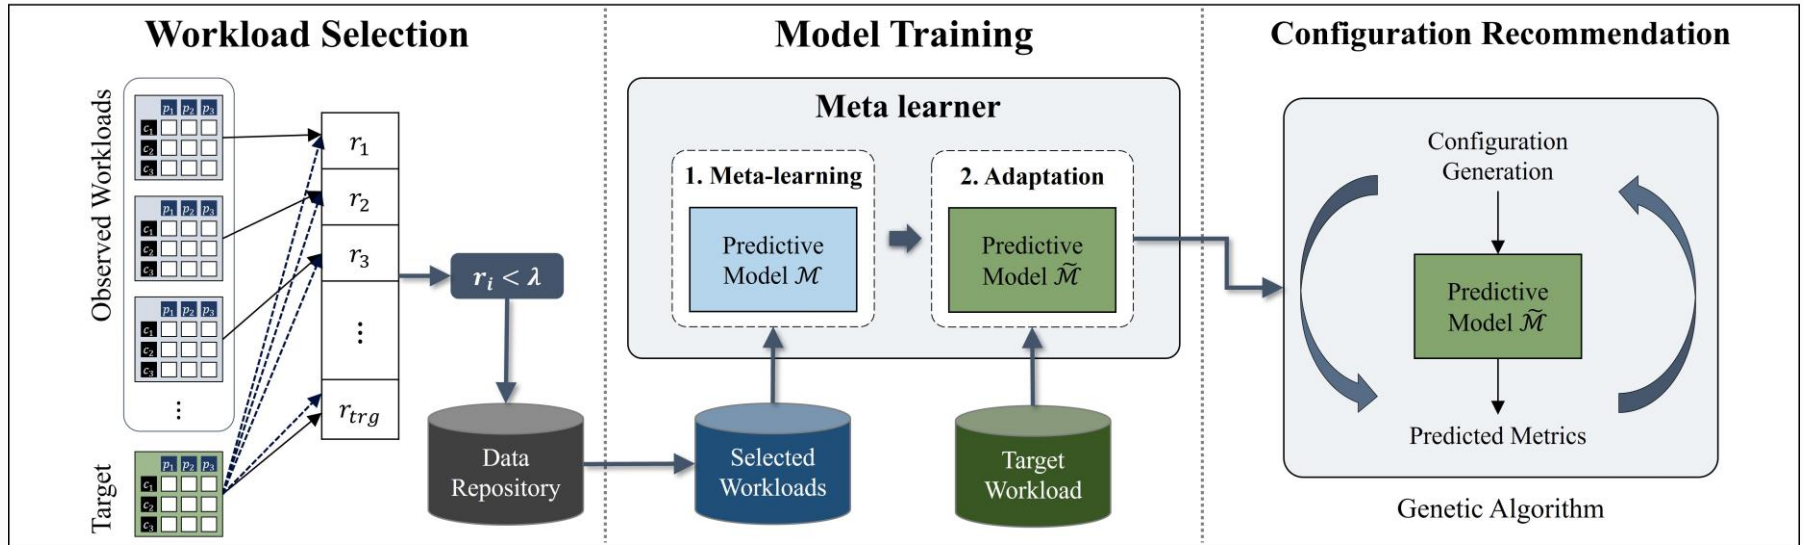 Workload Selection
Observed Workloads
p₁ p₂ p₃
c₁
c₂
c₃
p₁ p₂ p₃
c₁
c₂
c₃
p₁ p₂ p₃
c₁
c₂
c₃
⋮
Target
p₁ p₂ p₃
c₁
c₂
c₃
r₁
r₂
r₃
⋮
r_trg
r_i < λ
Data
Repository
Model Training
Meta learner
1. Meta-learning
Predictive
Model ℳ
2. Adaptation
Predictive
Model ℳ̃
Selected
Workloads
Target
Workload
Configuration Recommendation
Configuration
Generation
Predictive
Model ℳ̃
Predicted Metrics
Genetic Algorithm